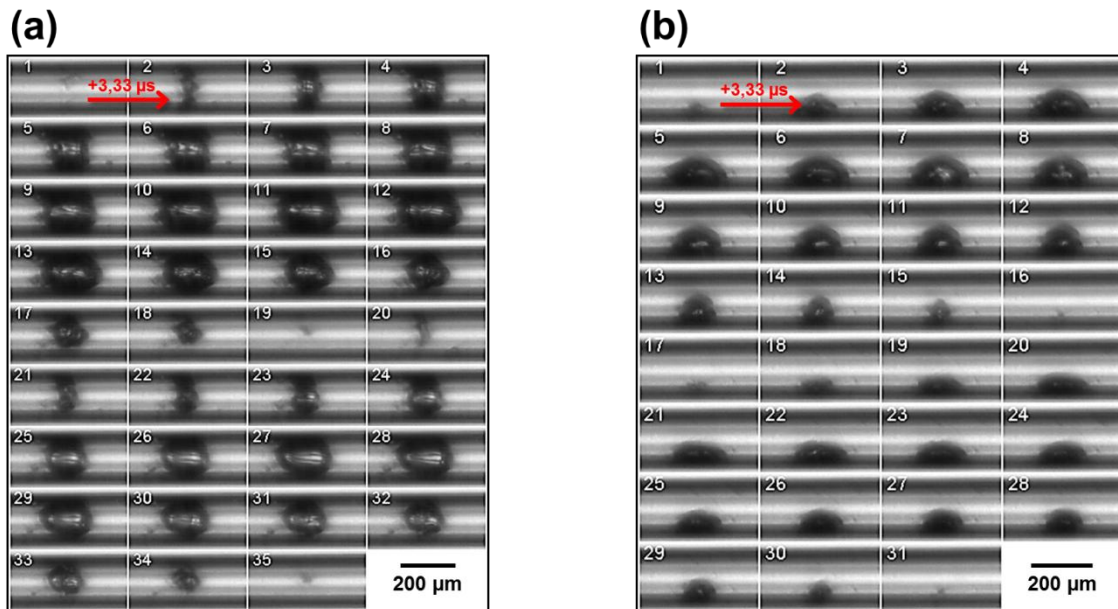 (a)
1 2 3 4
+3,33 µs
5 6 7 8
9 10 11 12
13 14 15 16
17 18 19 20
21 22 23 24
25 26 27 28
29 30 31 32
33 34 35
200 µm
(b)
1 2 3 4
+3,33 µs
5 6 7 8
9 10 11 12
13 14 15 16
17 18 19 20
21 22 23 24
25 26 27 28
29 30 31
200 µm